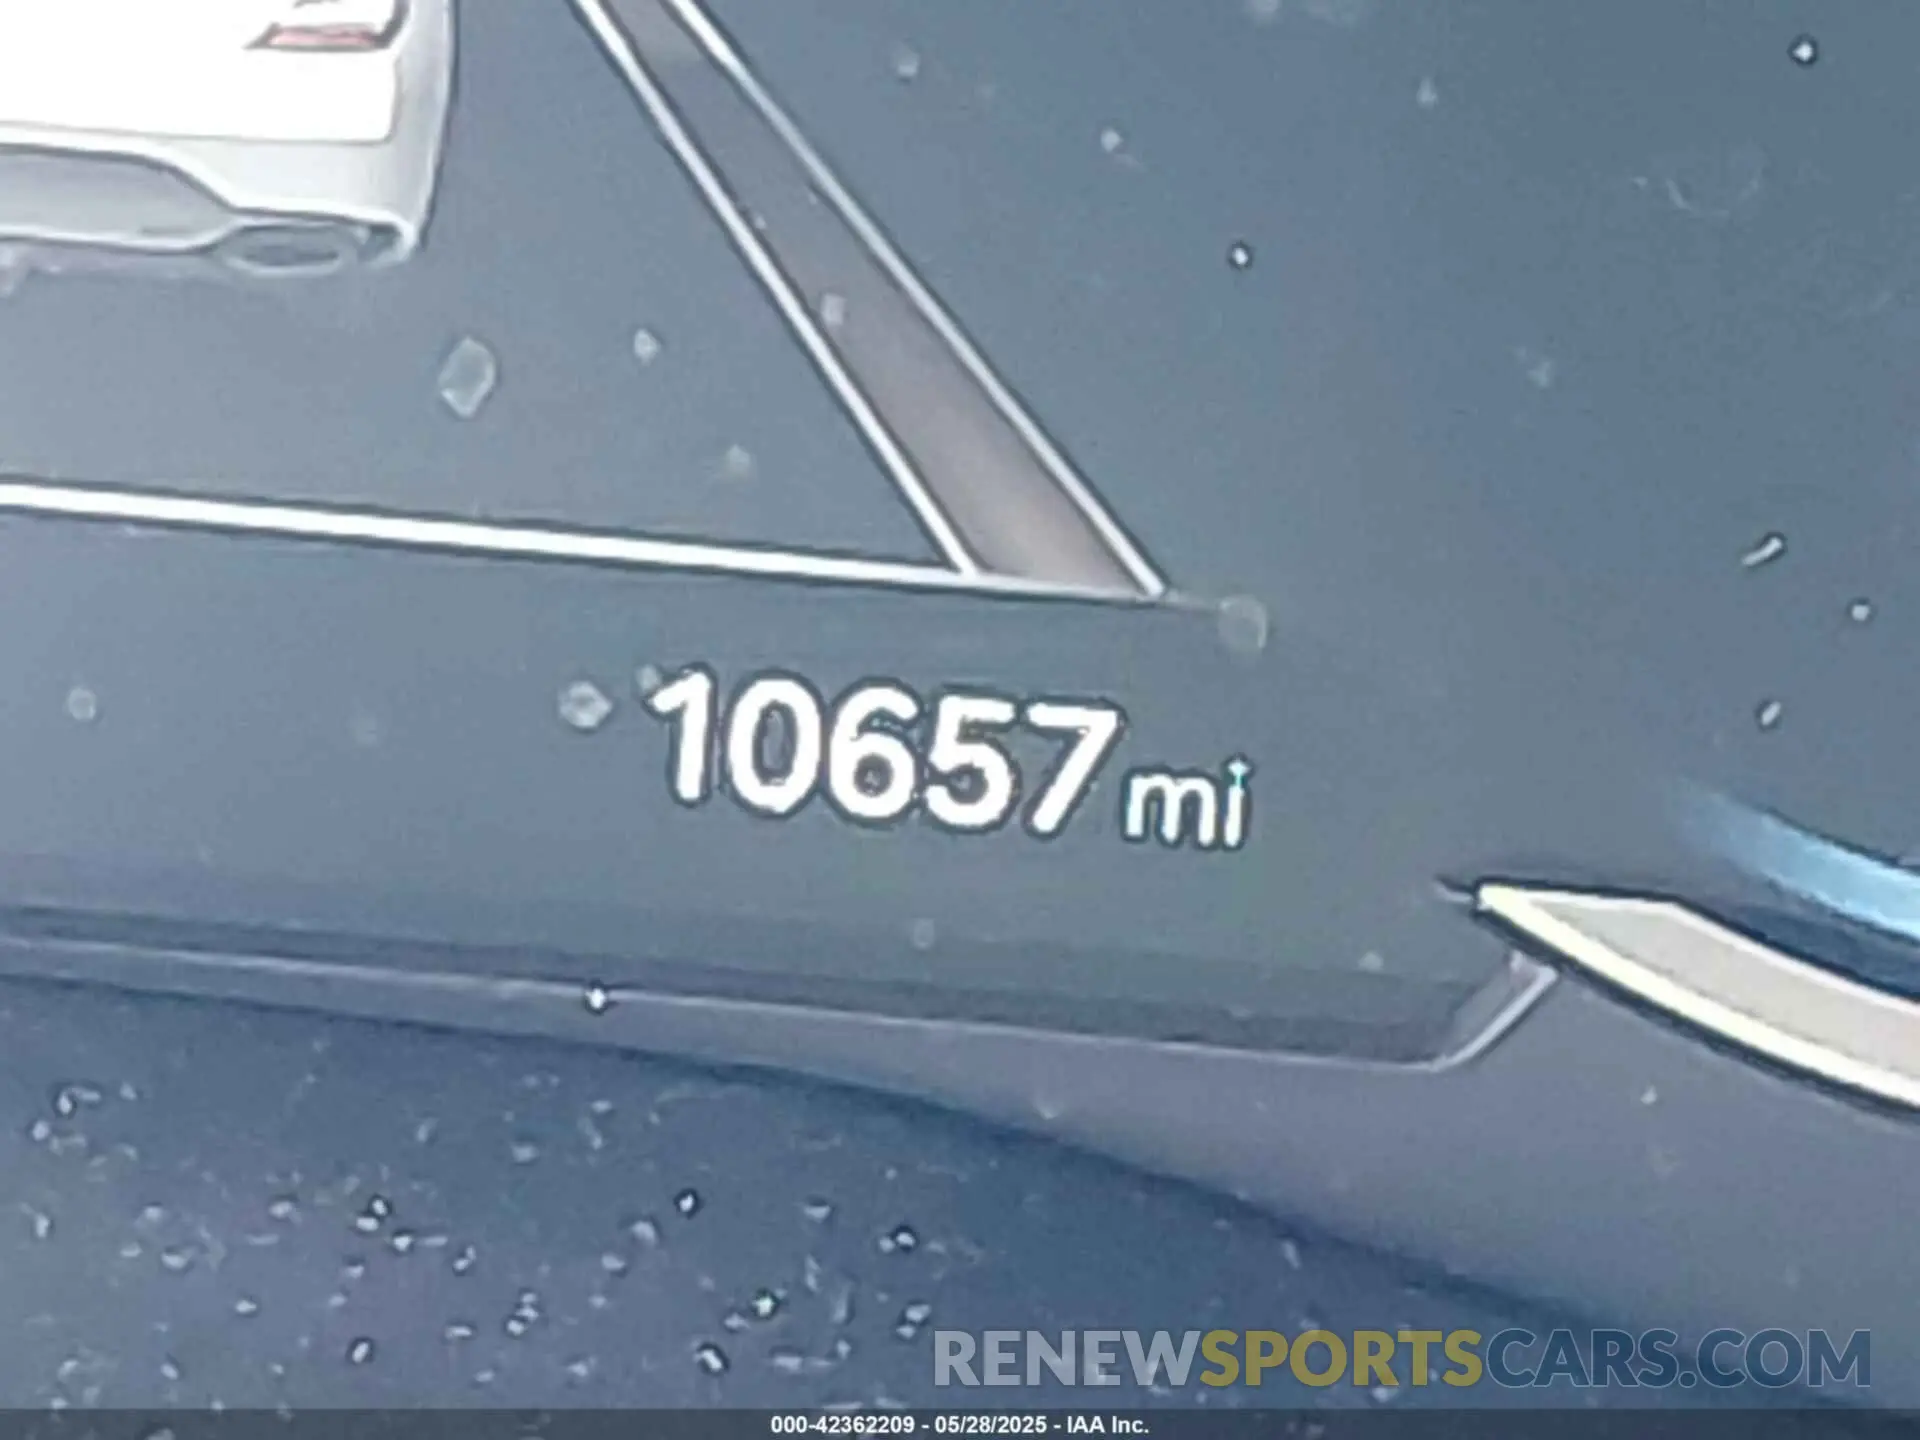 10657 mi
RENEWSPORTSCARS.COM
000-42362209 - 05/28/2025 - IAA Inc.